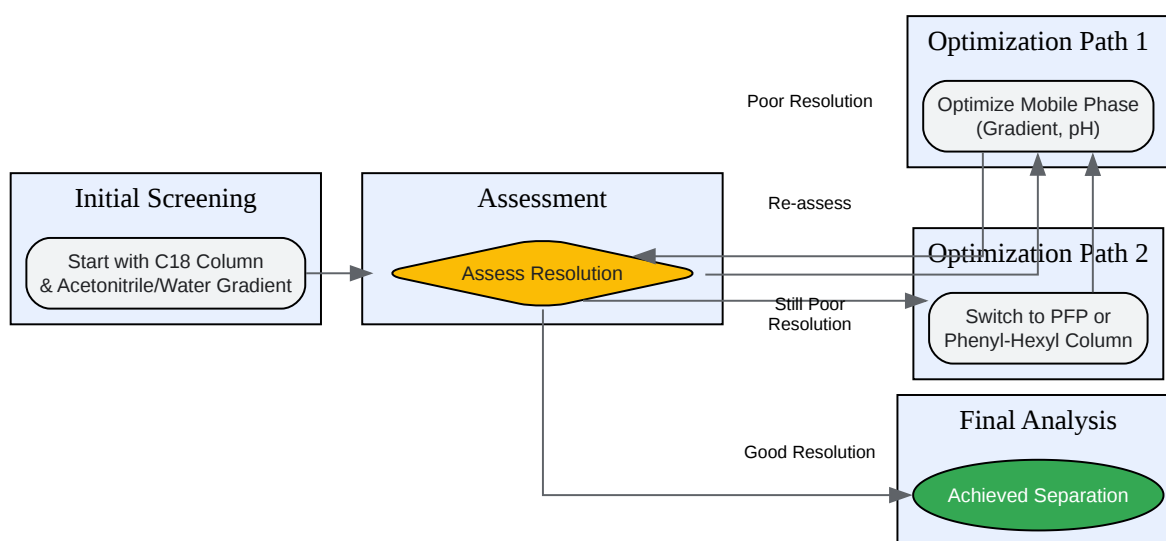 Initial Screening
Start with C18 Column
& Acetonitrile/Water Gradient
Assessment
Assess Resolution
Poor Resolution
Re-assess
Still Poor
Resolution
Good Resolution
Optimization Path 1
Optimize Mobile Phase
(Gradient, pH)
Optimization Path 2
Switch to PFP or
Phenyl-Hexyl Column
Final Analysis
Achieved Separation